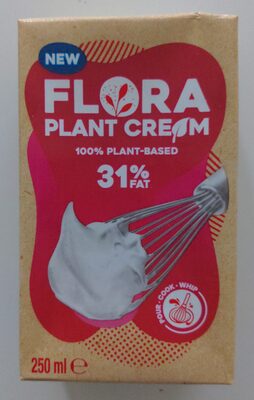 NEW
FLORA
PLANT CREAM
100% PLANT-BASED
31%
FAT
POUR • COOK • WHIP
250 ml ℮